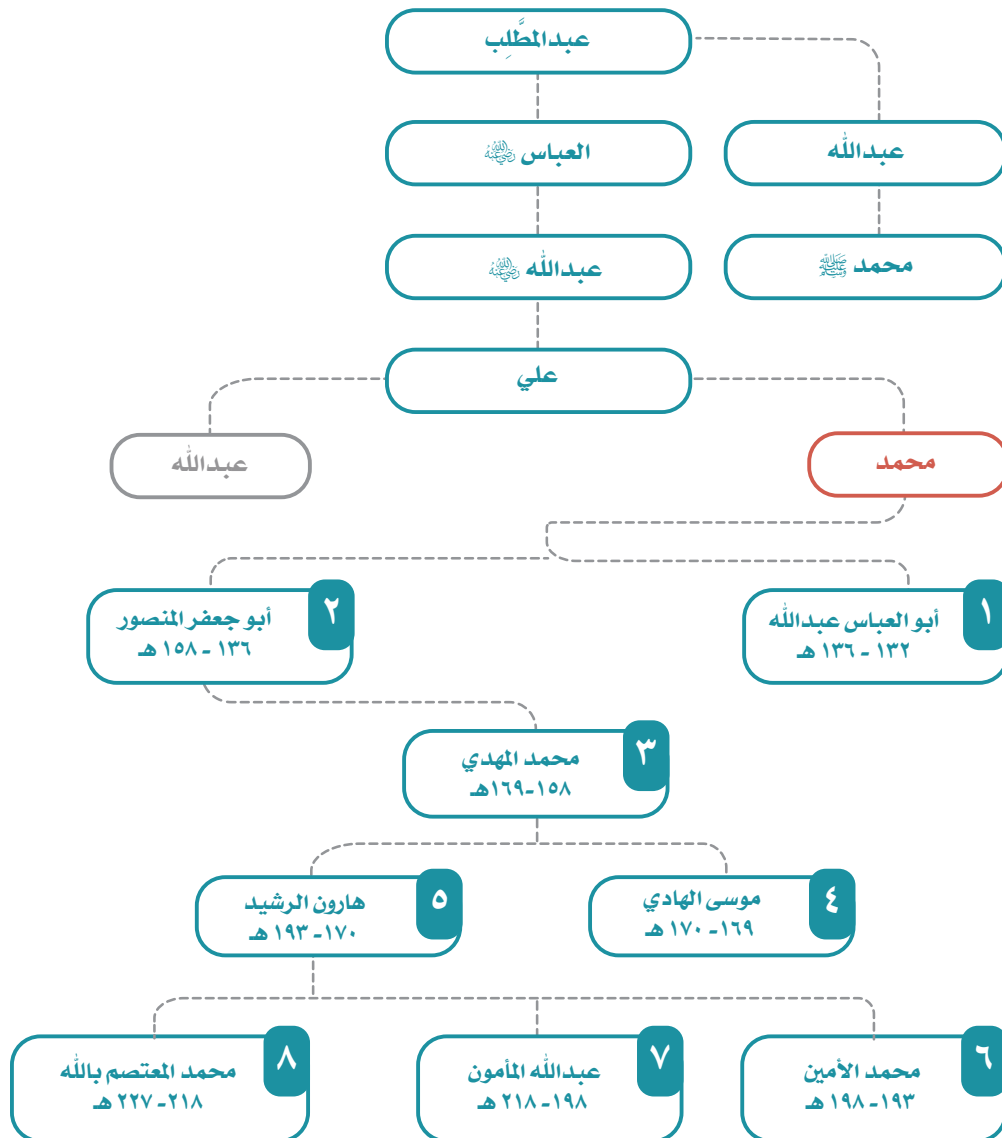 عبدالمطَّلِب
عبدالله
العباس رضي الله عنه
محمد ﷺ
عبدالله رضي الله عنه
علي
محمد
عبدالله
١
أبو العباس عبدالله
١٣٢ - ١٣٦ هـ
٢
أبو جعفر المنصور
١٣٦ - ١٥٨ هـ
٣
محمد المهدي
١٥٨-١٦٩هـ
٤
موسى الهادي
١٦٩- ١٧٠ هـ
٥
هارون الرشيد
١٧٠- ١٩٣ هـ
٦
محمد الأمين
١٩٣-١٩٨ هـ
٧
عبدالله المأمون
١٩٨-٢١٨ هـ
٨
محمد المعتصم بالله
٢١٨-٢٢٧ هـ